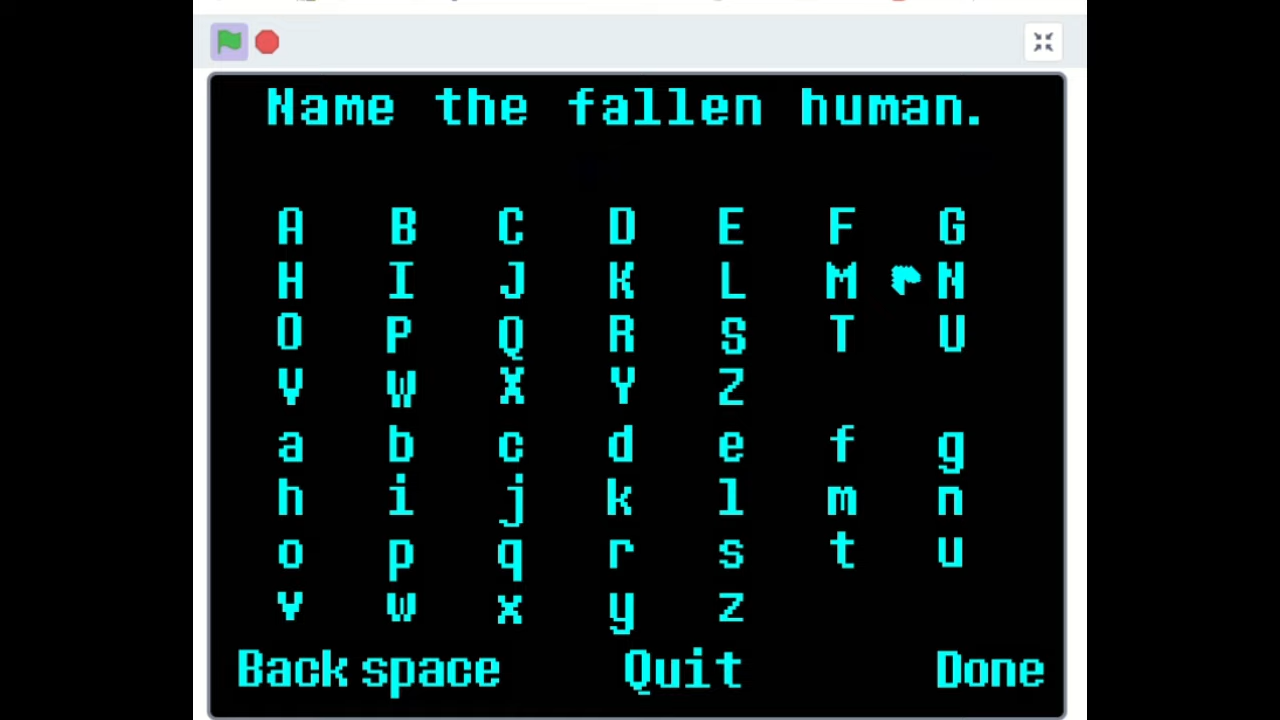 Name the fallen human.
A B C D E F G
H I J K L M N
O P Q R S T U
V W X Y Z
a b c d e f g
h i j k l m n
o p q r s t u
v w x y z
Back space Quit Done